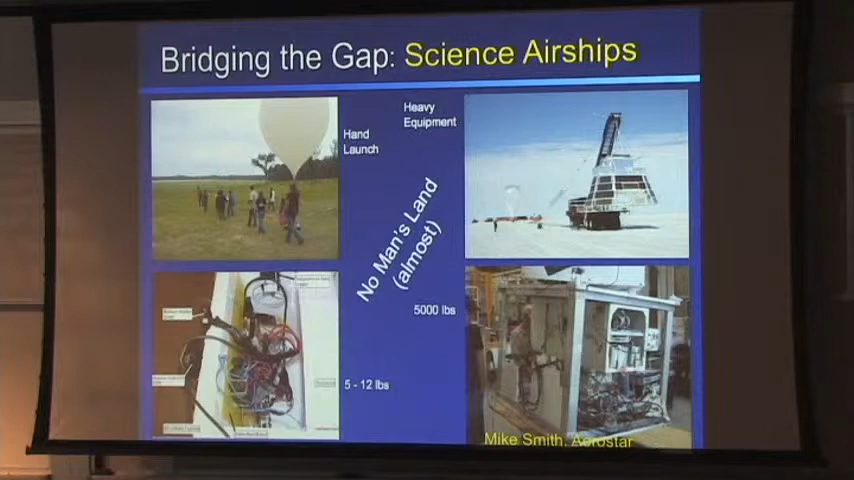 Bridging the Gap: Science Airships
Hand
Launch
Heavy
Equipment
No Man's Land
(almost)
5000 lbs
5 - 12 lbs
Mike Smith, Aerostar